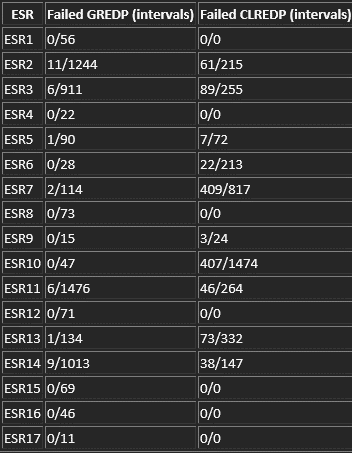 ESR Failed GREDP (intervals) Failed CLREDP (intervals)
ESR1 0/56 0/0
ESR2 11/1244 61/215
ESR3 6/911 89/255
ESR4 0/22 0/0
ESR5 1/90 7/72
ESR6 0/28 22/213
ESR7 2/114 409/817
ESR8 0/73 0/0
ESR9 0/15 3/24
ESR10 0/47 407/1474
ESR11 6/1476 46/264
ESR12 0/71 0/0
ESR13 1/134 73/332
ESR14 9/1013 38/147
ESR15 0/69 0/0
ESR16 0/46 0/0
ESR17 0/11 0/0